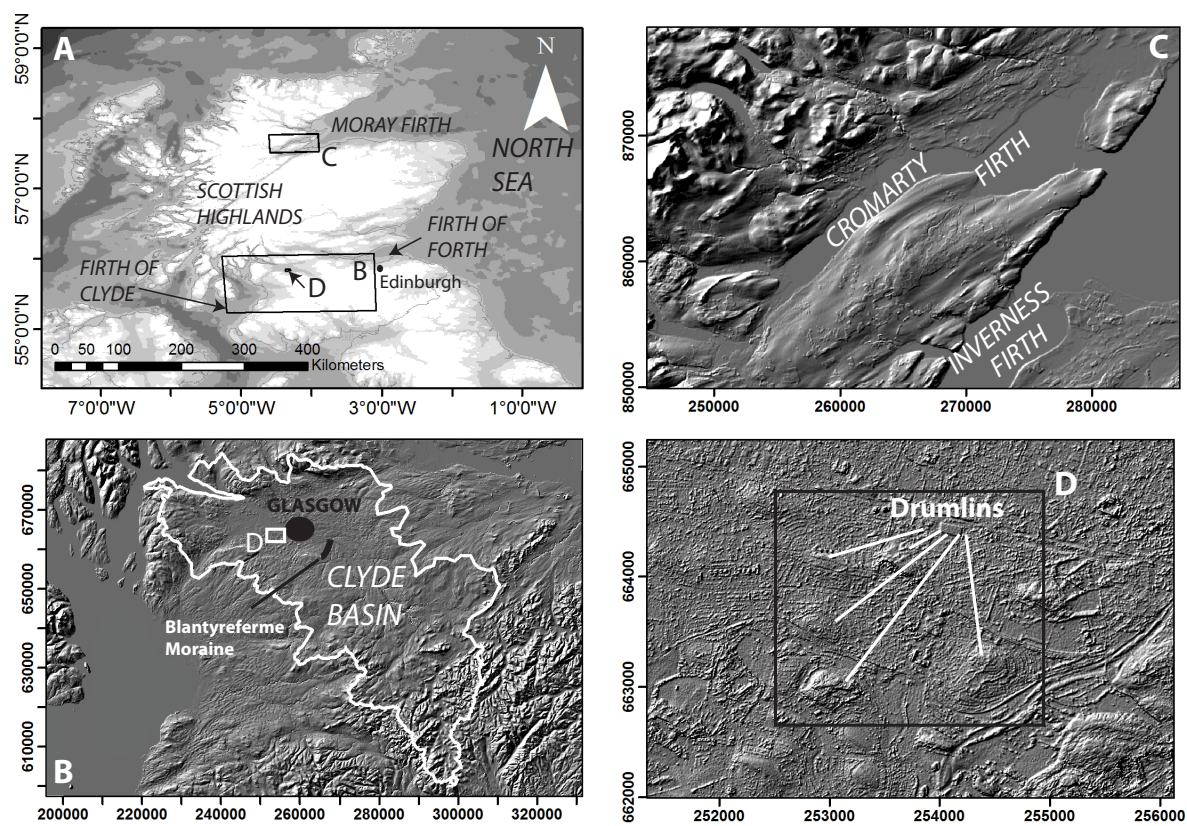 A
N
MORAY FIRTH
C
NORTH
SEA
SCOTTISH
HIGHLANDS
FIRTH OF
FORTH
FIRTH OF
CLYDE
B
D
Edinburgh
0 50 100 200 300 400
Kilometers
59°0'0"N
57°0'0"N
55°0'0"N
7°0'0"W 5°0'0"W 3°0'0"W 1°0'0"W
C
CROMARTY
FIRTH
INVERNESS
FIRTH
870000
860000
850000
250000 260000 270000 280000
GLASGOW
D
CLYDE
BASIN
Blantyreferme
Moraine
B
670000
650000
630000
610000
200000 220000 240000 260000 280000 300000 320000
D
Drumlins
665000
664000
663000
662000
252000 253000 254000 255000 256000